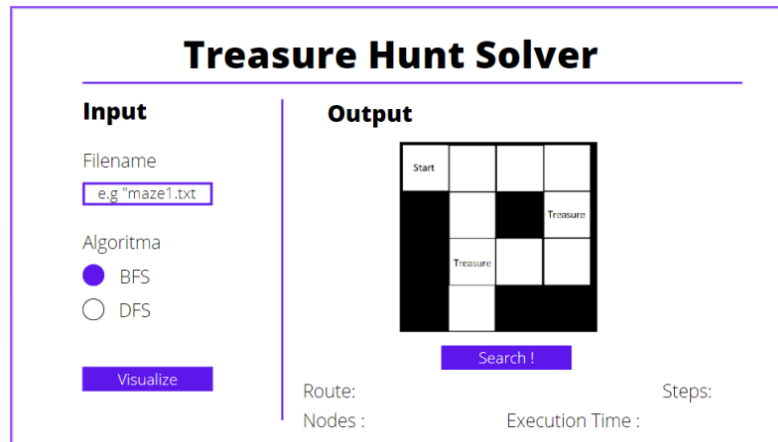 Treasure Hunt Solver
Input
Filename
e.g "maze1.txt
Algoritma
BFS
DFS
Visualize
Output
Start
Treasure
Treasure
Search !
Route:
Steps:
Nodes :
Execution Time :